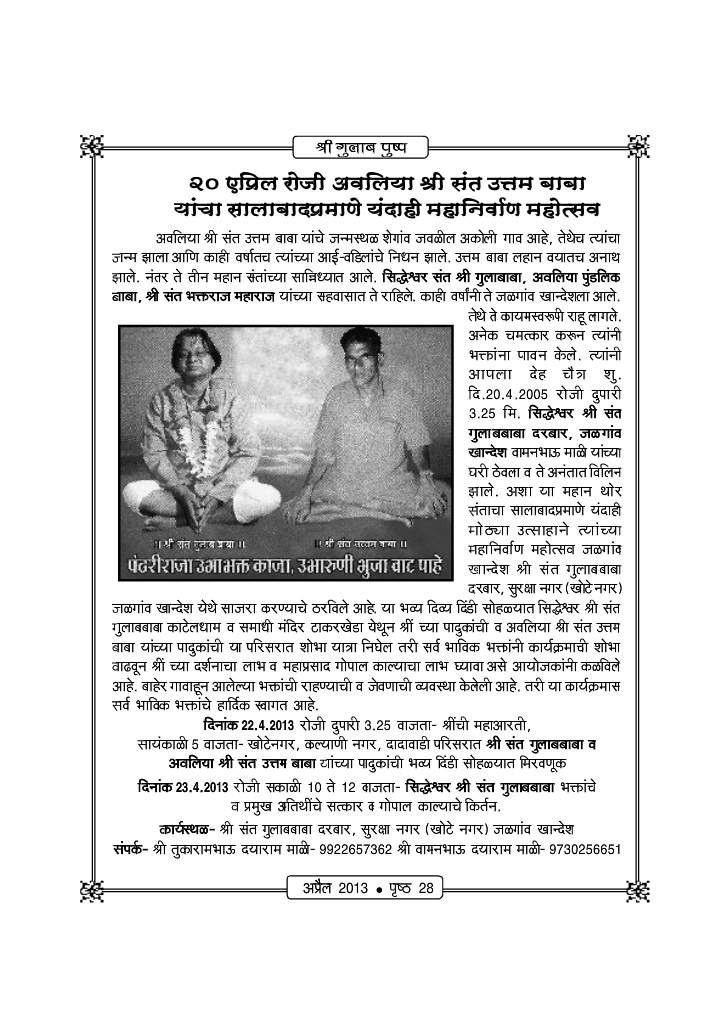 श्री गुलाब पुष्प
२० एप्रिल रोजी अवलिया श्री संत उत्तम बाबा
यांचा सालाबादप्रमाणे यंदाही महानिर्वाण महोत्सव
अवलिया श्री संत उत्तम बाबा यांचे जन्मस्थळ शेगांव जवळील अकोली गाव आहे, तेथेच त्यांचा
जन्म झाला आणि काही वर्षातच त्यांच्या आई-वडिलांचे निधन झाले. उत्तम बाबा लहान वयातच अनाथ
झाले. नंतर ते तीन महान संतांच्या सान्निध्यात आले. सिद्धेश्वर संत श्री गुलाबाबा, अवलिया पुंडलिक
बाबा, श्री संत भक्तराज महाराज यांच्या सहवासात ते राहिले. काही वर्षांनी ते जळगांव खान्देशला आले.
तेथे ते कायमस्वरूपी राहू लागले.
अनेक चमत्कार करून त्यांनी
भक्तांना पावन केले. त्यांनी
आपला देह चौत्र शु.
दि.20.4.2005 रोजी दुपारी
3.25 मि. सिद्धेश्वर श्री संत
गुलाबबाबा दरबार, जळगांव
खान्देश वामनभाऊ माळी यांच्या
घरी ठेवला व ते अनंतात विलिन
झाले. अशा या महान थोर
संताचा सालाबादप्रमाणे यंदाही
मोठ्या उत्साहाने त्यांच्या
महानिर्वाण महोत्सव जळगांव
खान्देश श्री संत गुलाबबाबा
दरबार, सुरक्षा नगर (खोटे नगर)
।। श्री संत गुलाब बाबा ।। ।। श्री संत उत्तम बाबा ।।
पंढरीराजा उभाभक्त काजा, उभारुणी भुजा वाट पाहे
जळगांव खान्देश येथे साजरा करण्याचे ठरविले आहे. या भव्य दिव्य दिंडी सोहळ्यात सिद्धेश्वर श्री संत
गुलाबबाबा काटेलधाम व समाधी मंदिर टाकरखेडा येथून श्रीं च्या पादुकांची व अवलिया श्री संत उत्तम
बाबा यांच्या पादुकांची या परिसरात शोभा यात्रा निघेल तरी सर्व भाविक भक्तांनी कार्यक्रमाची शोभा
वाढवून श्रीं च्या दर्शनाचा लाभ व महाप्रसाद गोपाल काल्याचा लाभ घ्यावा असे आयोजकांनी कळविले
आहे. बाहेर गावाहून आलेल्या भक्तांची राहण्याची व जेवणाची व्यवस्था केलेली आहे. तरी या कार्यक्रमास
सर्व भाविक भक्तांचे हार्दिक स्वागत आहे.
दिनांक 22.4.2013 रोजी दुपारी 3.25 वाजता- श्रींची महाआरती,
सायंकाळी 5 वाजता- खोटेनगर, कल्याणी नगर, दादावाडी परिसरात श्री संत गुलाबबाबा व
अवलिया श्री संत उत्तम बाबा यांच्या पादुकांची भव्य दिंडी सोहळ्यात मिरवणूक
दिनांक 23.4.2013 रोजी सकाळी 10 ते 12 वाजता- सिद्धेश्वर श्री संत गुलाबबाबा भक्तांचे
व प्रमुख अतिथींचे सत्कार व गोपाल काल्याचे किर्तन.
कार्यस्थळ- श्री संत गुलाबबाबा दरबार, सुरक्षा नगर (खोटे नगर) जळगांव खान्देश
संपर्क- श्री तुकारामभाऊ दयाराम माळी- 9922657362 श्री वामनभाऊ दयाराम माळी- 9730256651
अप्रैल 2013 ● पृष्ठ 28